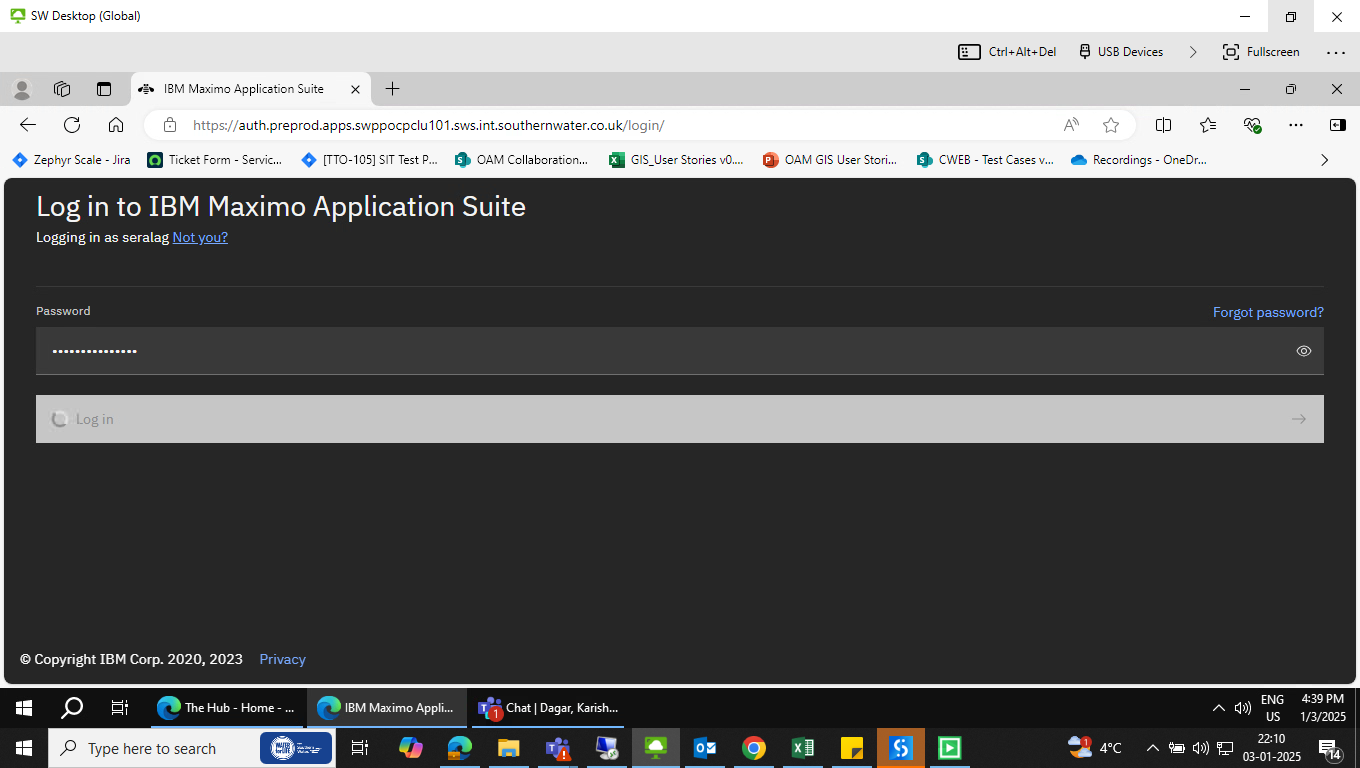 SW Desktop (Global)
Ctrl+Alt+Del USB Devices Fullscreen
IBM Maximo Application Suite
https://auth.preprod.apps.swppocpclu101.sws.int.southernwater.co.uk/login/
Zephyr Scale - Jira Ticket Form - Servic... [TTO-105] SIT Test P... OAM Collaboration... GIS_User Stories v0.... OAM GIS User Stori... CWEB - Test Cases v... Recordings - OneDr...
Log in to IBM Maximo Application Suite
Logging in as seralag Not you?
Password Forgot password?
Log in
© Copyright IBM Corp. 2020, 2023 Privacy
The Hub - Home - ... IBM Maximo Appli... 1 Chat | Dagar, Karish... ENG 4:39 PM
US 1/3/2025
Type here to search 1 4°C 22:10
03-01-2025 14